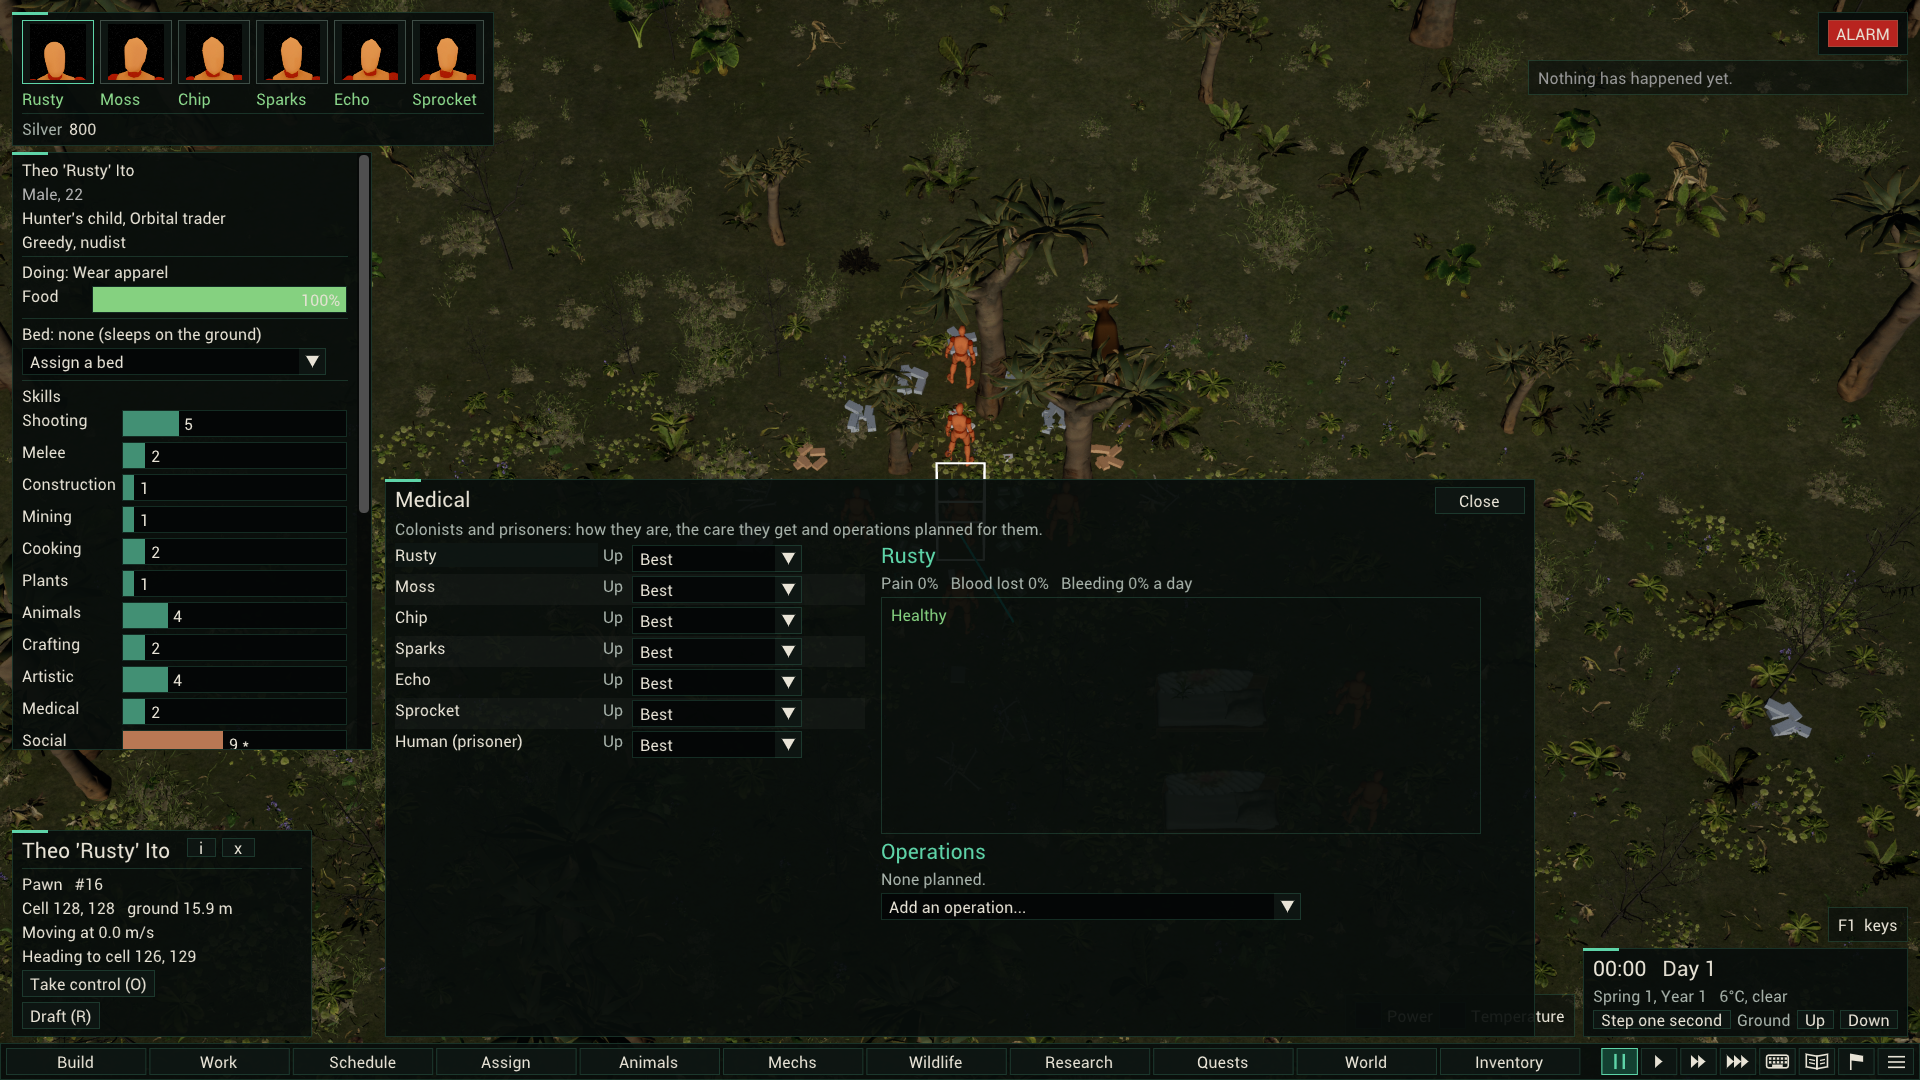 Rusty Moss Chip Sparks Echo Sprocket
Silver 800
ALARM
Nothing has happened yet.
Theo 'Rusty' Ito
Male, 22
Hunter's child, Orbital trader
Greedy, nudist
Doing: Wear apparel
Food 100%
Bed: none (sleeps on the ground)
Assign a bed
Skills
Shooting 5
Melee 2
Construction 1
Mining 1
Cooking 2
Plants 1
Animals 4
Crafting 2
Artistic 4
Medical 2
Social 9 *
Theo 'Rusty' Ito i x
Pawn #16
Cell 128, 128 ground 15.9 m
Moving at 0.0 m/s
Heading to cell 126, 129
Take control (O)
Draft (R)
Medical Close
Colonists and prisoners: how they are, the care they get and operations planned for them.
Rusty Up Best
Moss Up Best
Chip Up Best
Sparks Up Best
Echo Up Best
Sprocket Up Best
Human (prisoner) Up Best
Rusty
Pain 0% Blood lost 0% Bleeding 0% a day
Healthy
Operations
None planned.
Add an operation...
Power Temperature
F1 keys
00:00 Day 1
Spring 1, Year 1 6°C, clear
Step one second Ground Up Down
Build Work Schedule Assign Animals Mechs Wildlife Research Quests World Inventory